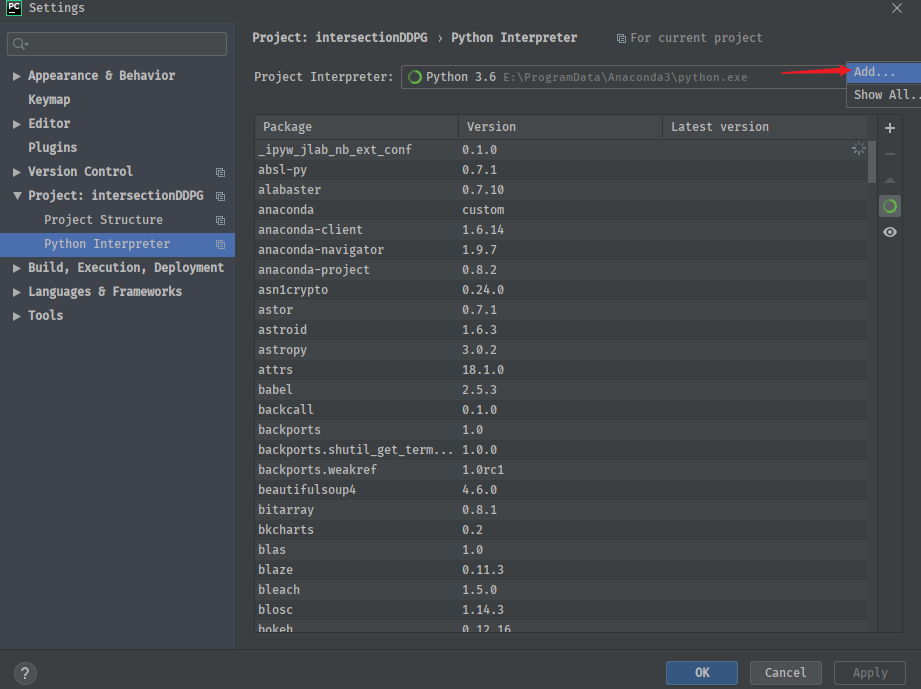 PC Settings
Project: intersectionDDPG › Python Interpreter For current project
Appearance & Behavior
Keymap
Editor
Plugins
Version Control
Project: intersectionDDPG
Project Structure
Python Interpreter
Build, Execution, Deployment
Languages & Frameworks
Tools
Project Interpreter: Python 3.6 E:\ProgramData\Anaconda3\python.exe
Add...
Show All..
Package Version Latest version
_ipyw_jlab_nb_ext_conf 0.1.0
absl-py 0.7.1
alabaster 0.7.10
anaconda custom
anaconda-client 1.6.14
anaconda-navigator 1.9.7
anaconda-project 0.8.2
asn1crypto 0.24.0
astor 0.7.1
astroid 1.6.3
astropy 3.0.2
attrs 18.1.0
babel 2.5.3
backcall 0.1.0
backports 1.0
backports.shutil_get_term... 1.0.0
backports.weakref 1.0rc1
beautifulsoup4 4.6.0
bitarray 0.8.1
bkcharts 0.2
blas 1.0
blaze 0.11.3
bleach 1.5.0
blosc 1.14.3
bokeh 0.12.16
? OK Cancel Apply